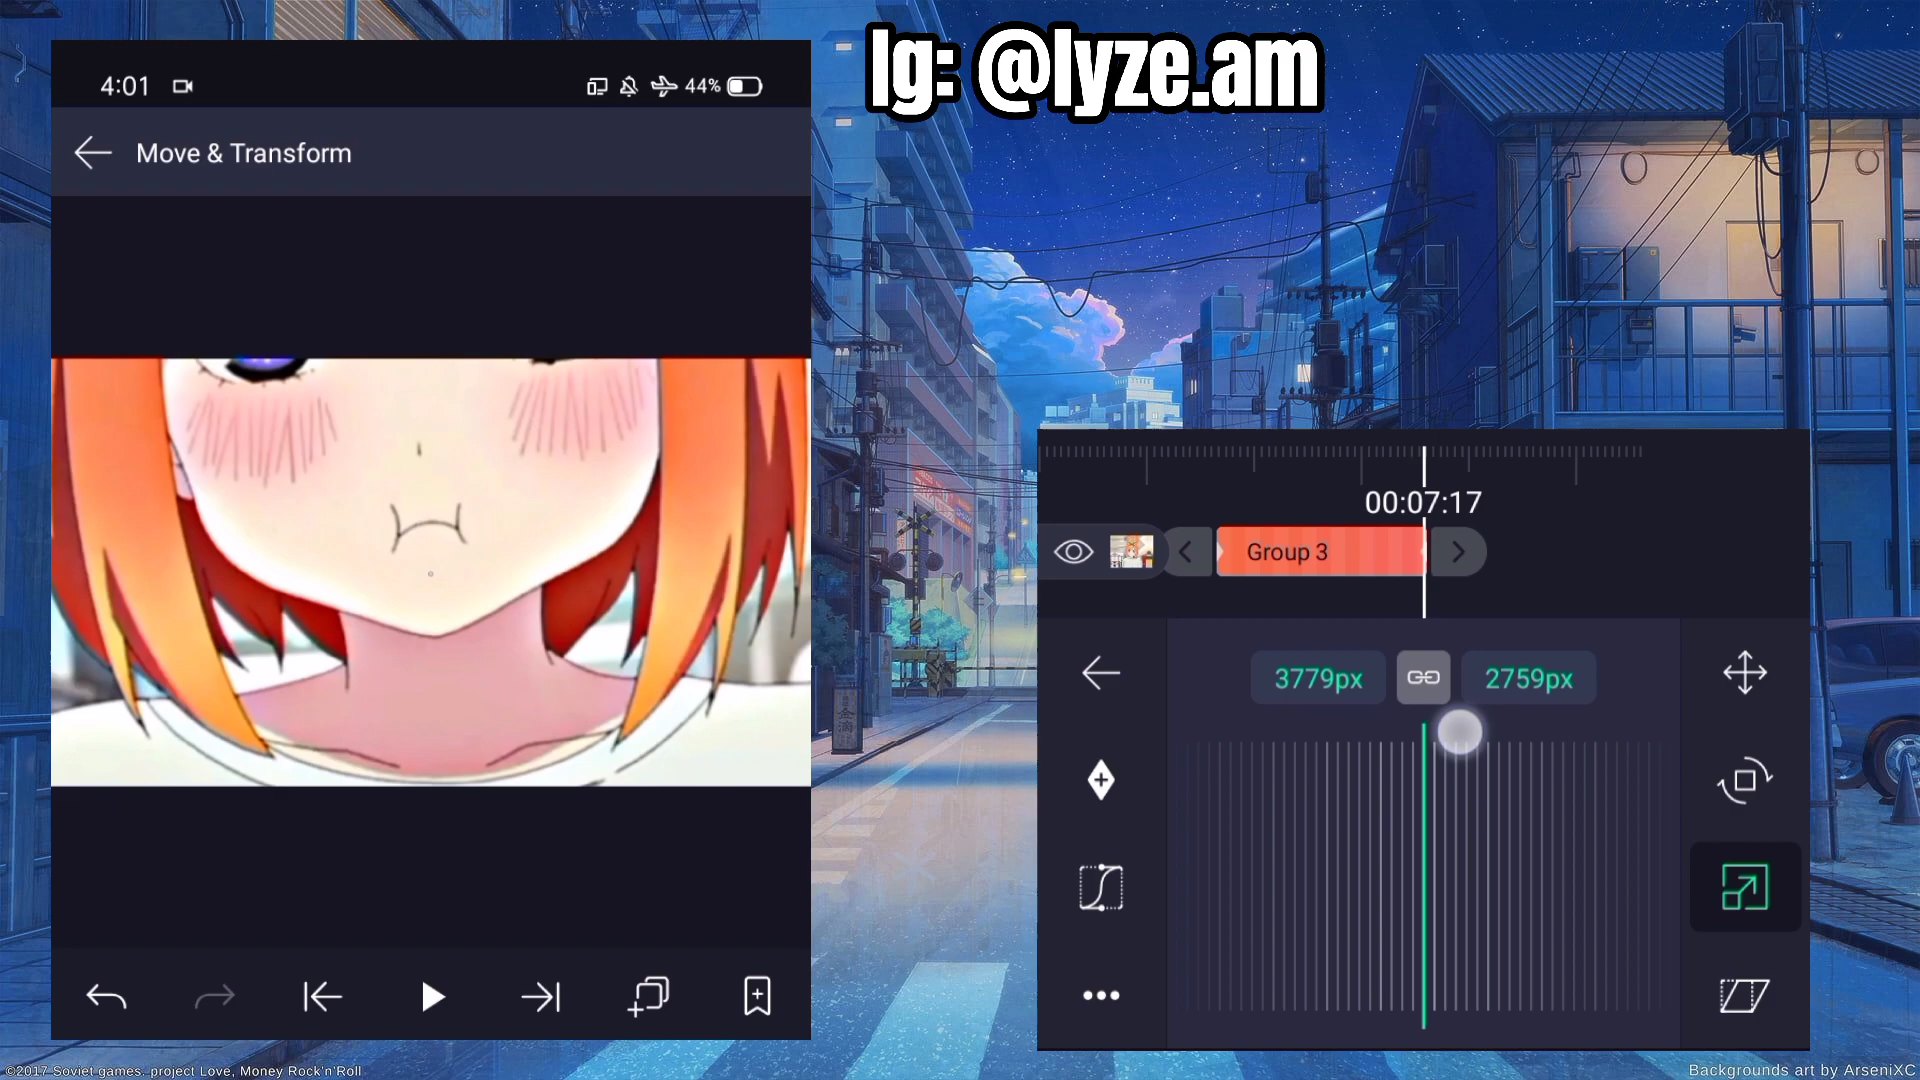 Ig: @lyze.am
4:01
44%
Move & Transform
00:07:17
Group 3
3779px
2759px
©2017 Soviet games. project Love, Money Rock'n'Roll
Backgrounds art by ArseniXC